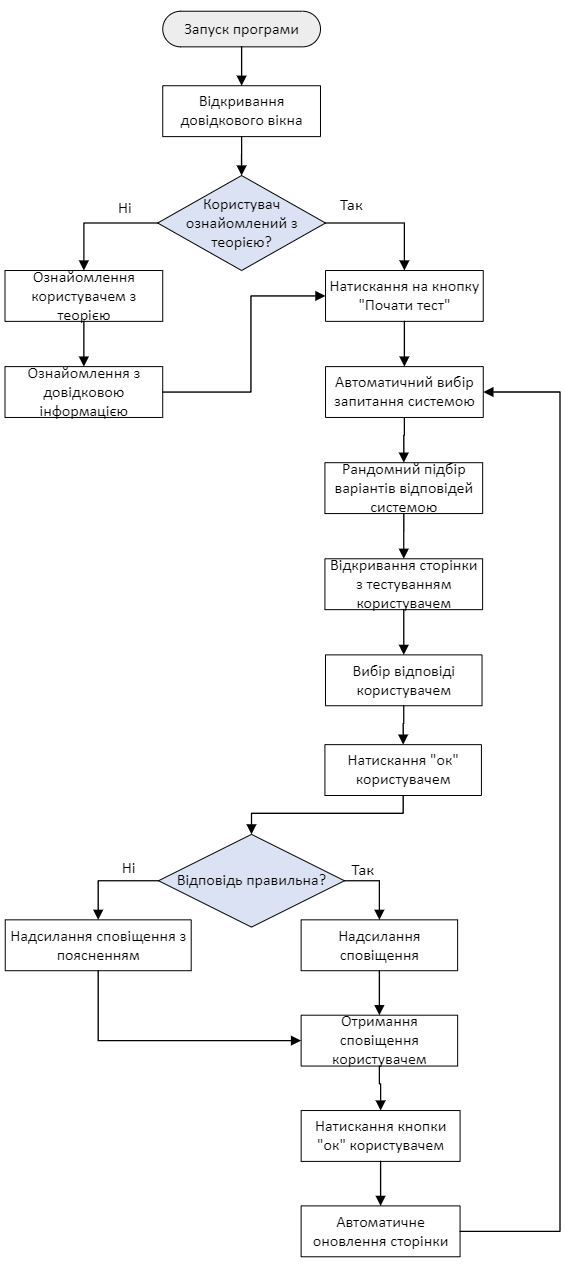 Запуск програми
Відкривання
довідкового вікна
Користувач
ознайомлений з
теорією?
Ні
Так
Ознайомлення
користувачем з
теорією
Натискання на кнопку
"Почати тест"
Ознайомлення з
довідковою
інформацією
Автоматичний вибір
запитання системою
Рандомний підбір
варіантів відповідей
системою
Відкривання сторінки
з тестуванням
користувачем
Вибір відповіді
користувачем
Натискання "ок"
користувачем
Відповідь правильна?
Ні
Так
Надсилання сповіщення з
поясненням
Надсилання
сповіщення
Отримання
сповіщення
користувачем
Натискання кнопки
"ок" користувачем
Автоматичне
оновлення сторінки